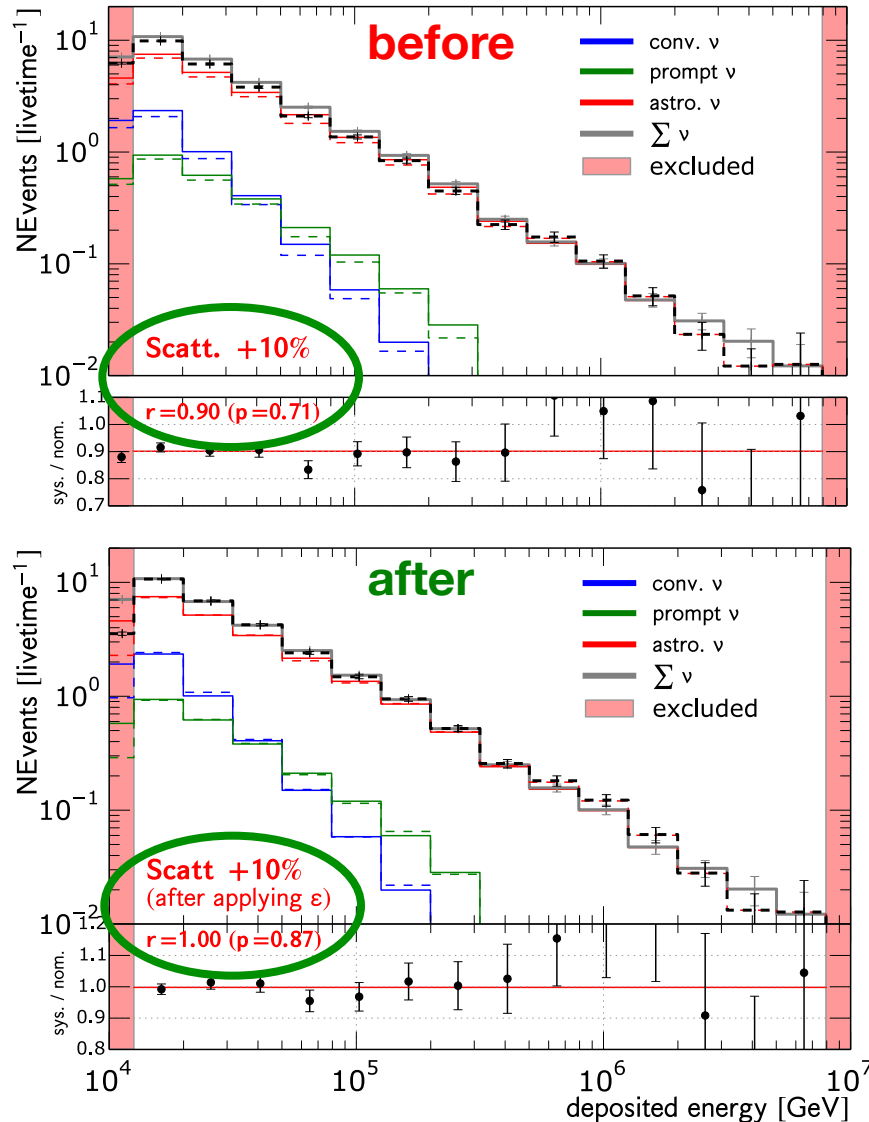 before
NEvents [livetime⁻¹]
10¹
10⁰
10⁻¹
10⁻²
conv. ν
prompt ν
astro. ν
∑ ν
excluded
Scatt. +10%
r=0.90 (p=0.71)
sys. / nom.
1.1
1.0
0.9
0.8
0.7
after
NEvents [livetime⁻¹]
10¹
10⁰
10⁻¹
10⁻²
conv. ν
prompt ν
astro. ν
∑ ν
excluded
Scatt +10%
(after applying ε)
r=1.00 (p=0.87)
sys. / nom.
1.2
1.1
1.0
0.9
0.8
10⁴ 10⁵ 10⁶ 10⁷
deposited energy [GeV]